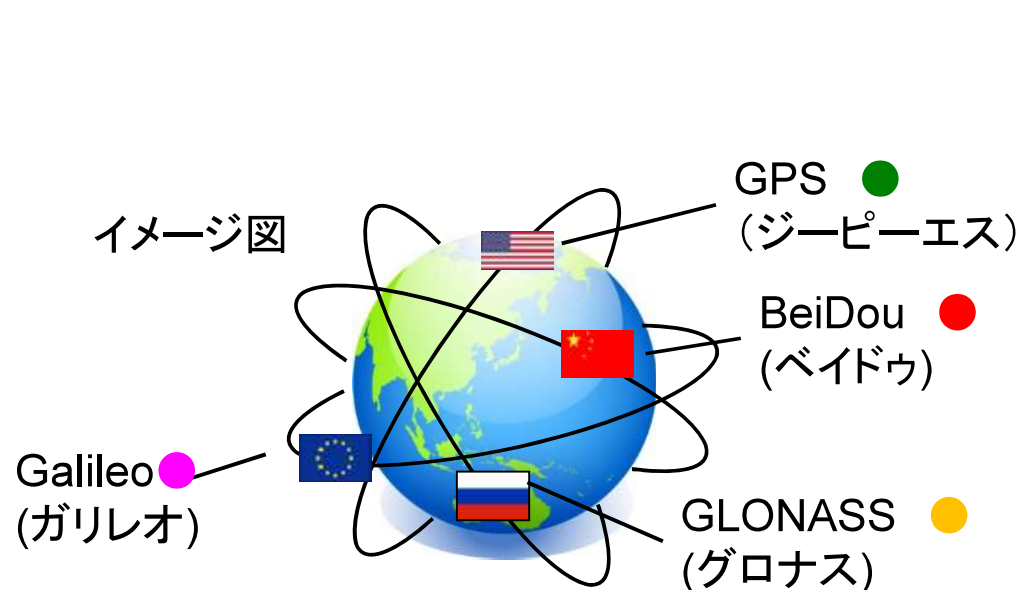 GPS
（ジーピーエス）
イメージ図
BeiDou
(ベイドゥ)
Galileo
(ガリレオ)
GLONASS
(グロナス)